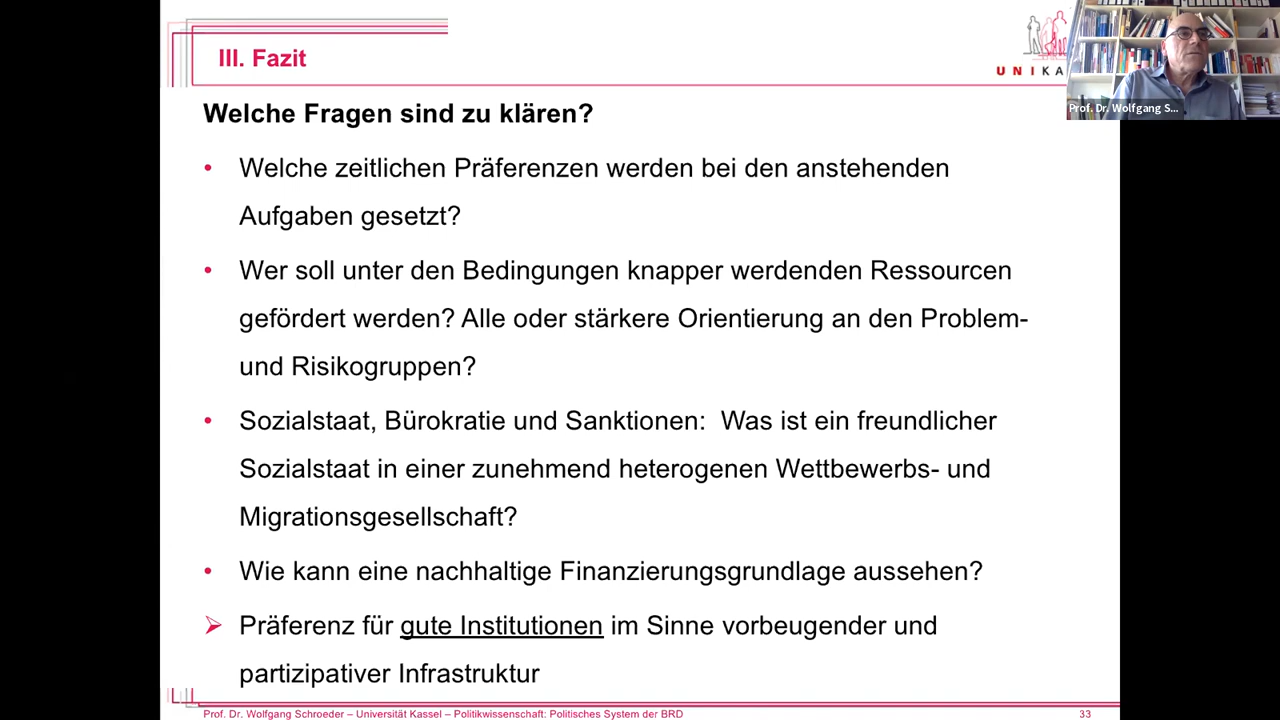 III. Fazit
UNIKA
Prof. Dr. Wolfgang S...
Welche Fragen sind zu klären?
• Welche zeitlichen Präferenzen werden bei den anstehenden
Aufgaben gesetzt?
• Wer soll unter den Bedingungen knapper werdenden Ressourcen
gefördert werden? Alle oder stärkere Orientierung an den Problem-
und Risikogruppen?
• Sozialstaat, Bürokratie und Sanktionen: Was ist ein freundlicher
Sozialstaat in einer zunehmend heterogenen Wettbewerbs- und
Migrationsgesellschaft?
• Wie kann eine nachhaltige Finanzierungsgrundlage aussehen?
➢ Präferenz für gute Institutionen im Sinne vorbeugender und
partizipativer Infrastruktur
Prof. Dr. Wolfgang Schroeder – Universität Kassel – Politikwissenschaft: Politisches System der BRD 33